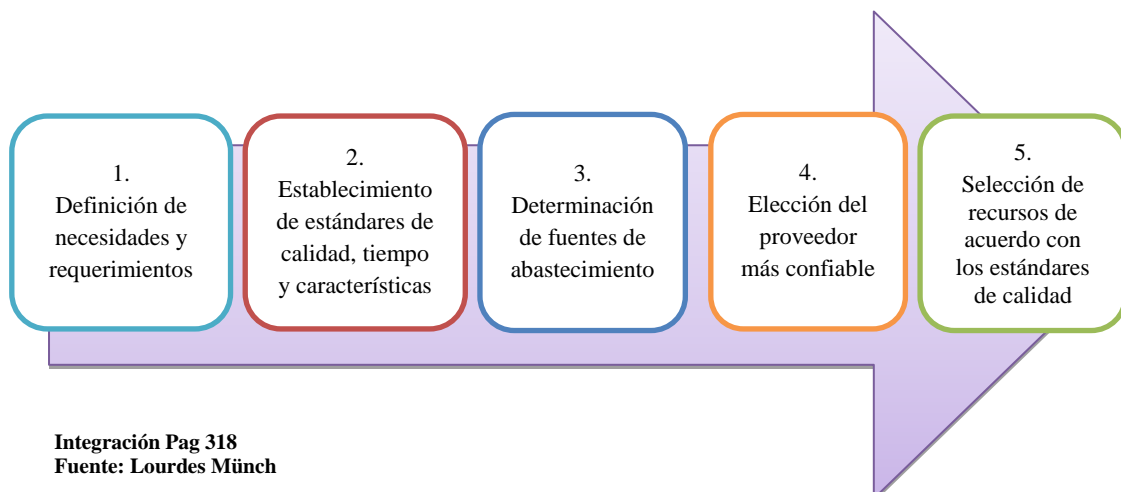 1.
Definición de
necesidades y
requerimientos
2.
Establecimiento
de estándares de
calidad, tiempo
y características
3.
Determinación
de fuentes de
abastecimiento
4.
Elección del
proveedor
más confiable
5.
Selección de
recursos de
acuerdo con
los estándares
de calidad
Integración Pag 318
Fuente: Lourdes Münch